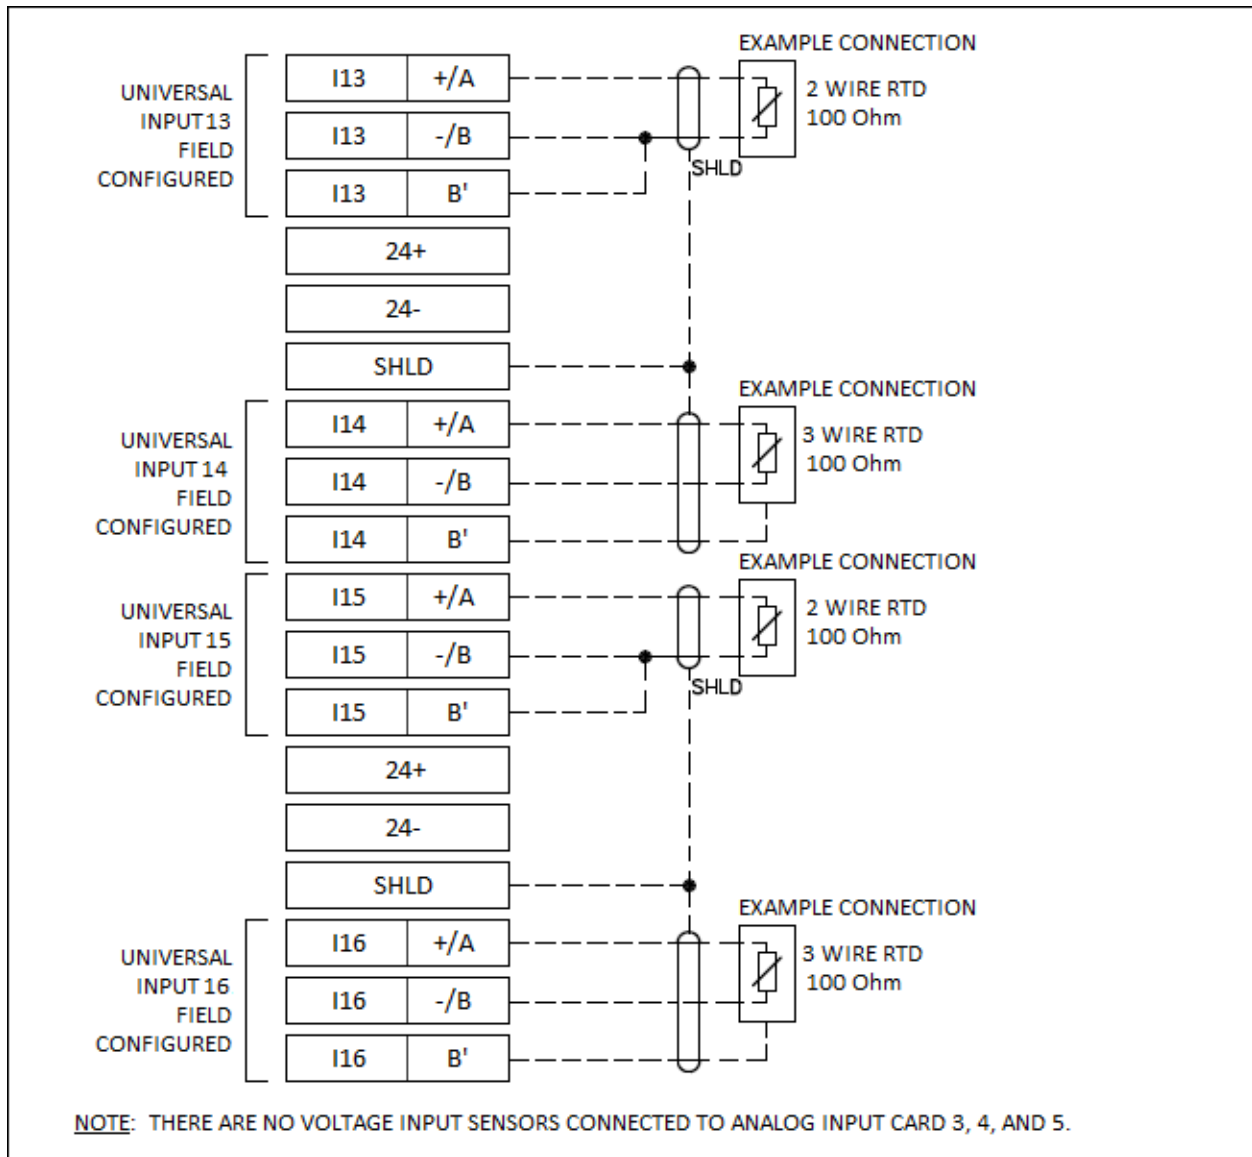 EXAMPLE CONNECTION
UNIVERSAL
INPUT 13
FIELD
CONFIGURED
I13 +/A
I13 -/B
I13 B'
2 WIRE RTD
100 Ohm
SHLD
24+
24-
SHLD
EXAMPLE CONNECTION
UNIVERSAL
INPUT 14
FIELD
CONFIGURED
I14 +/A
I14 -/B
I14 B'
3 WIRE RTD
100 Ohm
EXAMPLE CONNECTION
UNIVERSAL
INPUT 15
FIELD
CONFIGURED
I15 +/A
I15 -/B
I15 B'
2 WIRE RTD
100 Ohm
SHLD
24+
24-
SHLD
EXAMPLE CONNECTION
UNIVERSAL
INPUT 16
FIELD
CONFIGURED
I16 +/A
I16 -/B
I16 B'
3 WIRE RTD
100 Ohm
NOTE: THERE ARE NO VOLTAGE INPUT SENSORS CONNECTED TO ANALOG INPUT CARD 3, 4, AND 5.